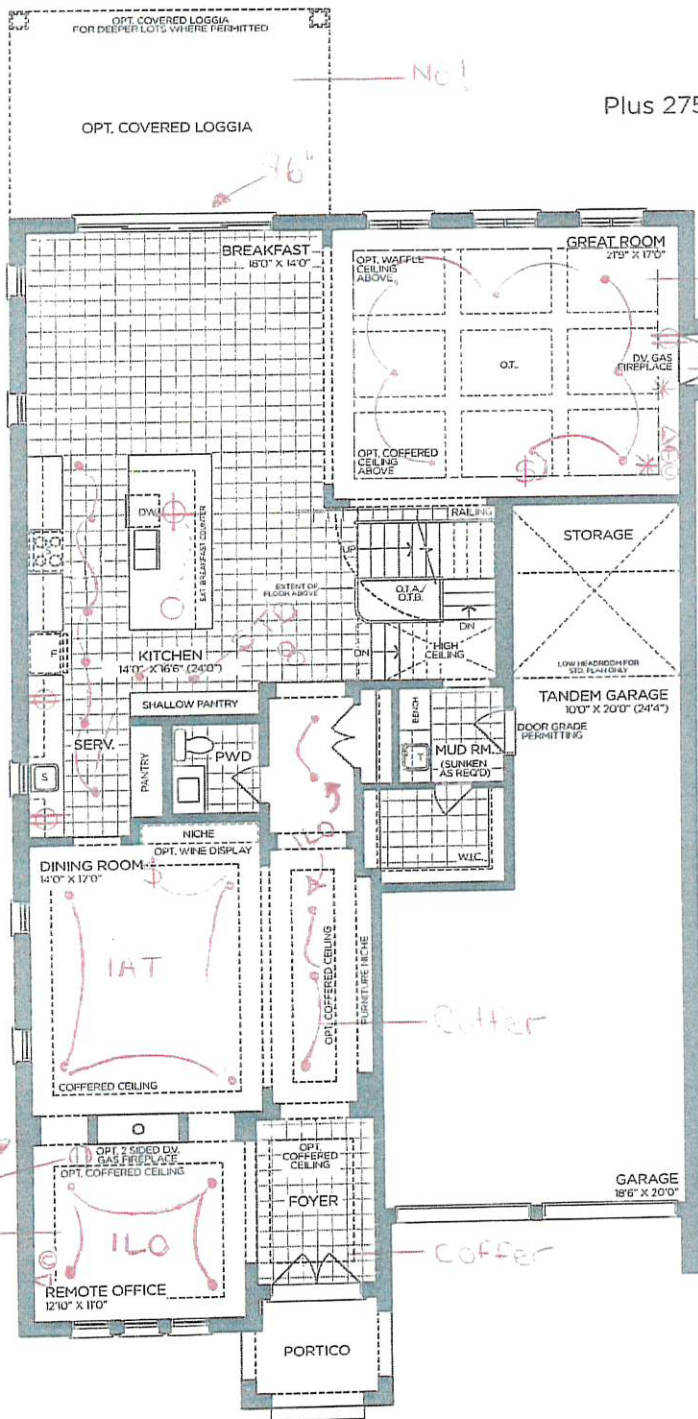 OPT. COVERED LOGGIA
FOR DEEPER LOTS WHERE PERMITTED
No!
OPT. COVERED LOGGIA
Plus 275
96"
BREAKFAST
18'0" X 14'0"
OPT. WAFFLE
CEILING
ABOVE
GREAT ROOM
21'9" X 17'0"
O.T.
D.V. GAS
FIREPLACE
OPT. COFFERED
CEILING
ABOVE
RAILING
DW
EXT. BREAKFAST COUNTER
UP
STORAGE
EXTENT OF
FLOOR ABOVE
O.T.A./
O.T.B.
DN
DN
HIGH
CEILING
F
KITCHEN
14'0" X 16'6" (24'0")
LOW HEADROOM FOR
STD. PLAN ONLY
SHALLOW PANTRY
TANDEM GARAGE
10'0" X 20'0" (24'4")
BENCH
DOOR GRADE
PERMITTING
SERV.
PANTRY
PWD
MUD RM.
(SUNKEN
AS REQ'D)
S
T
NICHE
OPT. WINE DISPLAY
ILO
W.I.C.
DINING ROOM
14'0" X 17'0"
$
IAT
OPT. COFFERED CEILING
FURNITURE NICHE
Coffer
COFFERED CEILING
OPT. 2 SIDED D.V.
GAS FIREPLACE
OPT. COFFERED CEILING
OPT.
COFFERED
CEILING
FOYER
GARAGE
18'6" X 20'0"
ILO
Coffer
REMOTE OFFICE
12'10" X 11'0"
PORTICO